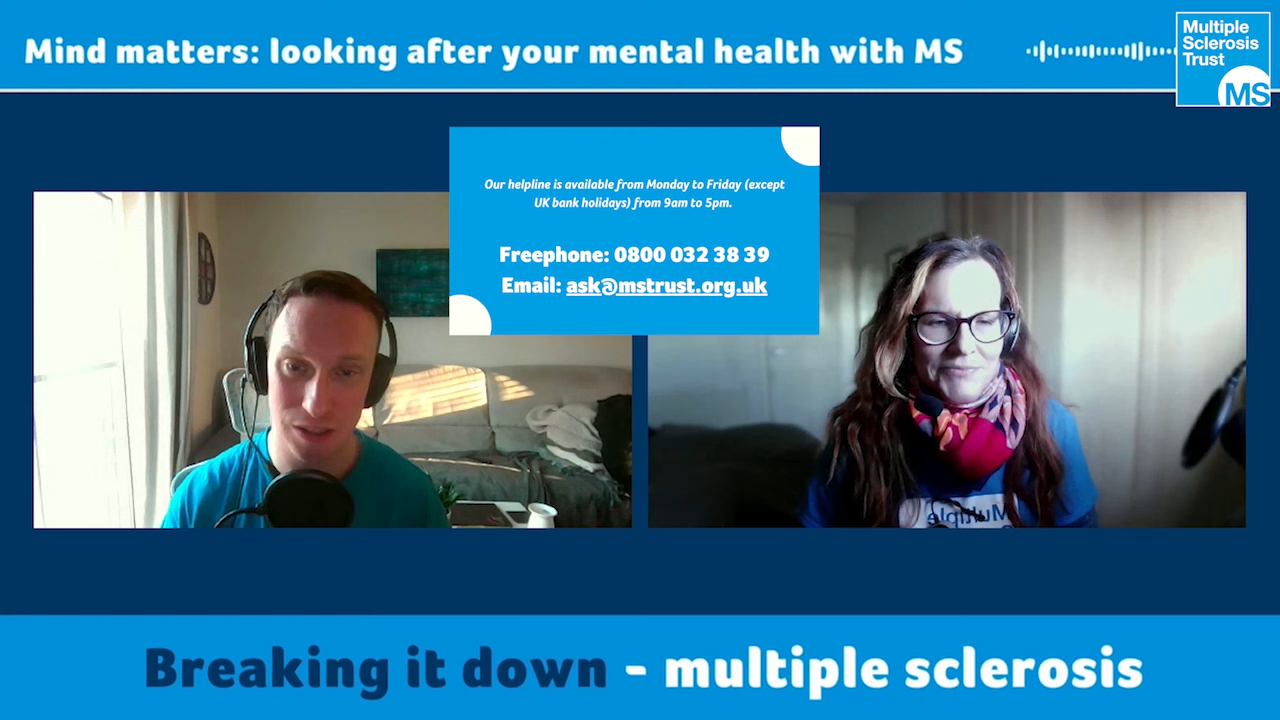 Mind matters: looking after your mental health with MS
Multiple
Sclerosis
Trust
MS
Our helpline is available from Monday to Friday (except
UK bank holidays) from 9am to 5pm.
Freephone: 0800 032 38 39
Email: ask@mstrust.org.uk
Multiple
Breaking it down - multiple sclerosis